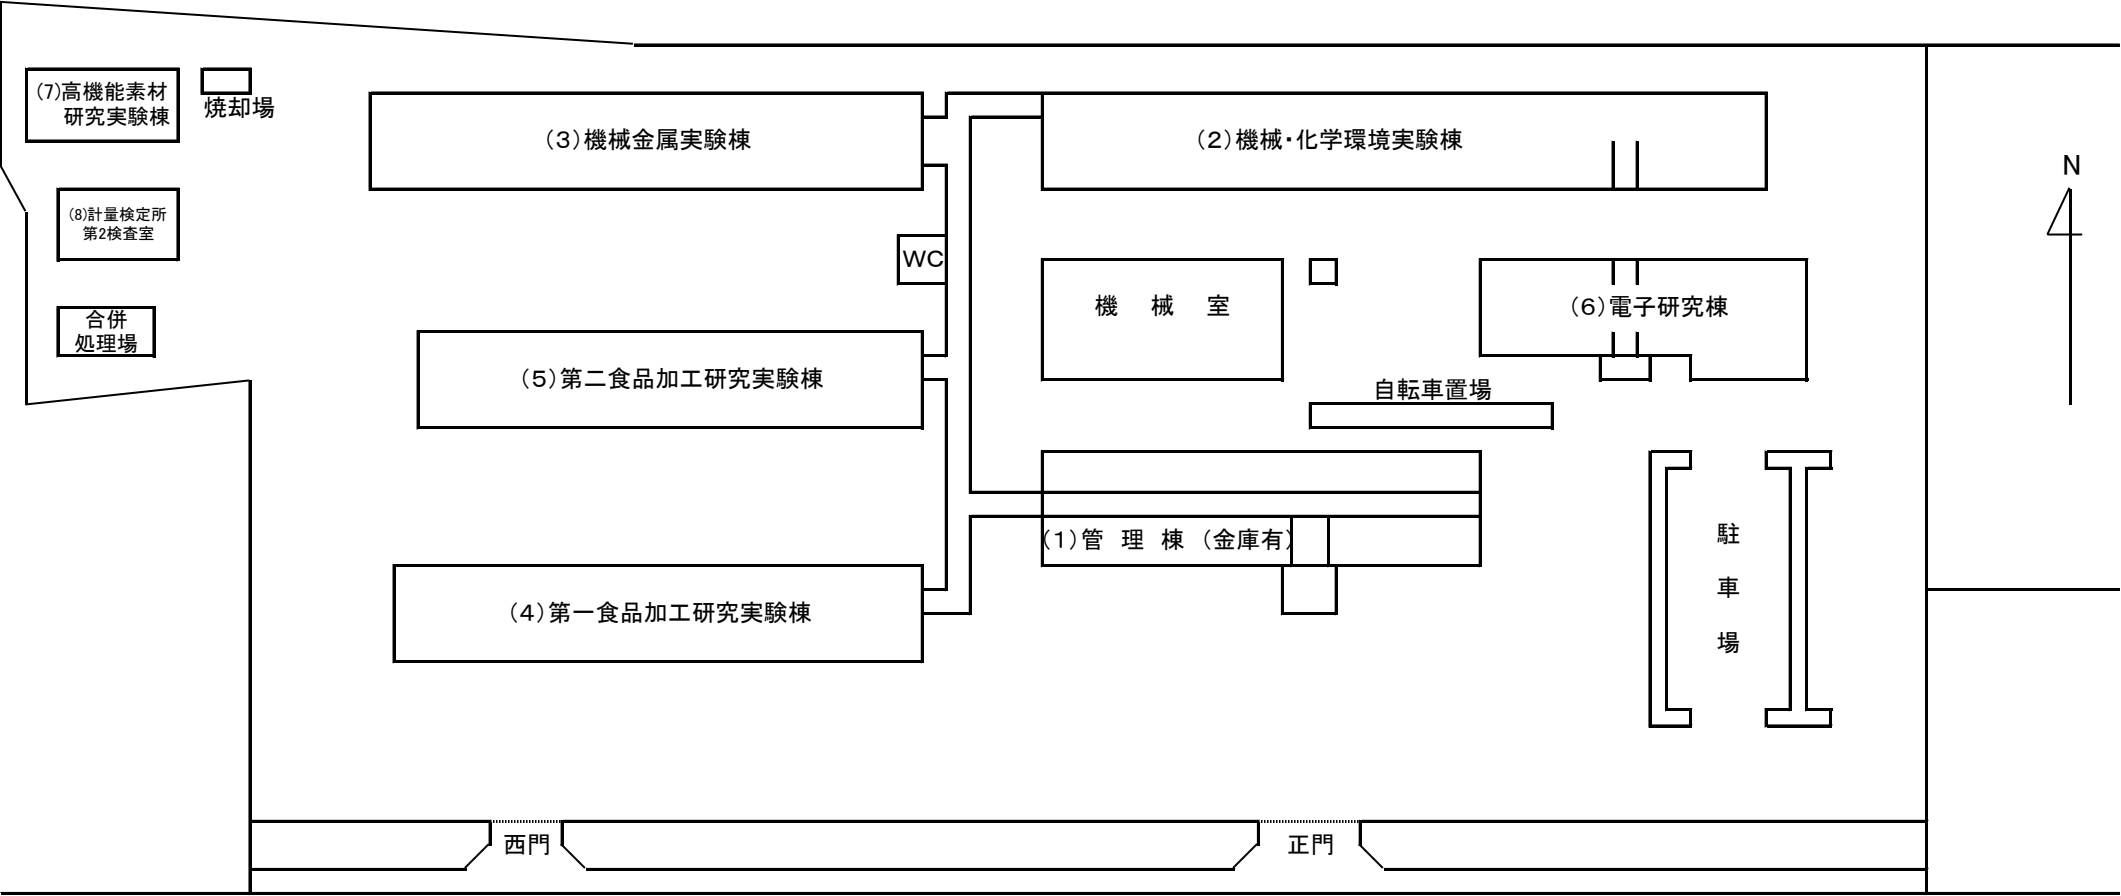 (7)高機能素材
研究実験棟
焼却場
(3)機械金属実験棟
(2)機械・化学環境実験棟
N
(8)計量検定所
第2検査室
WC
機 械 室
(6)電子研究棟
合併
処理場
(5)第二食品加工研究実験棟
自転車置場
(1)管 理 棟 (金庫有)
駐
車
場
(4)第一食品加工研究実験棟
西門
正門